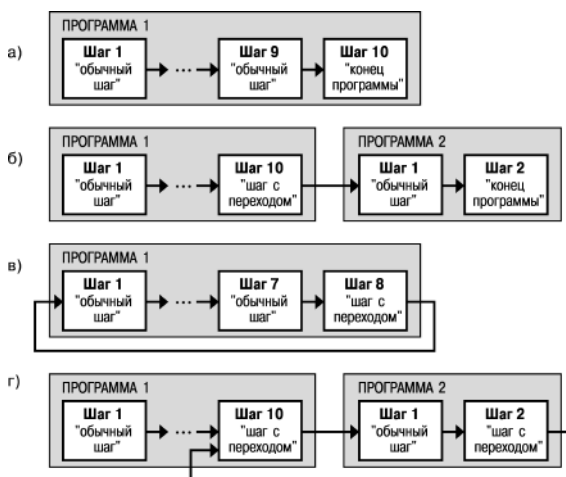 а)
ПРОГРАММА 1
Шаг 1
"обычный
шаг"
...
Шаг 9
"обычный
шаг"
Шаг 10
"конец
программы"
б)
ПРОГРАММА 1
Шаг 1
"обычный
шаг"
...
Шаг 10
"шаг с
переходом"
ПРОГРАММА 2
Шаг 1
"обычный
шаг"
Шаг 2
"конец
программы"
в)
ПРОГРАММА 1
Шаг 1
"обычный
шаг"
...
Шаг 7
"обычный
шаг"
Шаг 8
"шаг с
переходом"
г)
ПРОГРАММА 1
Шаг 1
"обычный
шаг"
...
Шаг 10
"шаг с
переходом"
ПРОГРАММА 2
Шаг 1
"обычный
шаг"
Шаг 2
"шаг с
переходом"